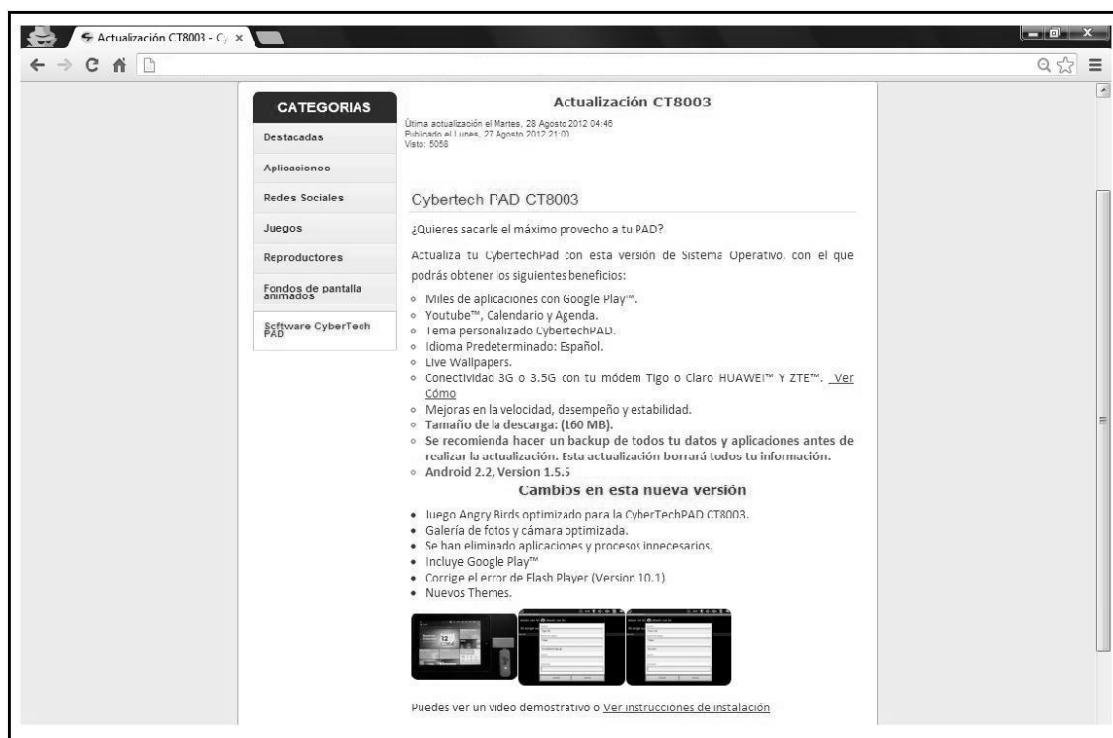 Actualización CT8003 - Cy
CATEGORIAS
Destacadas
Aplicaciones
Redes Sociales
Juegos
Reproductores
Fondos de pantalla
animados
Software CyberTech
PAD
Actualización CT8003
Última actualización el Martes, 28 Agosto 2012 04:46
Publicado el Lunes, 27 Agosto 2012 21:01
Visto: 5058
Cybertech PAD CT8003
¿Quieres sacarle el máximo provecho a tu PAD?
Actualiza tu CybertechPad con esta versión de Sistema Operativo, con el que
podrás obtener los siguientes beneficios:
Miles de aplicaciones con Google Play™.
Youtube™, Calendario y Agenda.
Tema personalizado CybertechPAD.
Idioma Predeterminado: Español.
Live Wallpapers.
Conectividad 3G o 3.5G con tu módem Tigo o Claro HUAWEI™ Y ZTE™. Ver
Cómo
Mejoras en la velocidad, desempeño y estabilidad.
Tamaño de la descarga: (160 MB).
Se recomienda hacer un backup de todos tu datos y aplicaciones antes de
realizar la actualización. Esta actualización borrará todos tu información.
Android 2.2, Version 1.5.5
Cambios en esta nueva versión
Juego Angry Birds optimizado para la CyberTechPAD CT8003.
Galería de fotos y cámara optimizada.
Se han eliminado aplicaciones y procesos innecesarios.
Incluye Google Play™
Corrige el error de Flash Player (Version 10.1)
Nuevos Themes.
Puedes ver un video demostrativo o Ver instrucciones de instalación